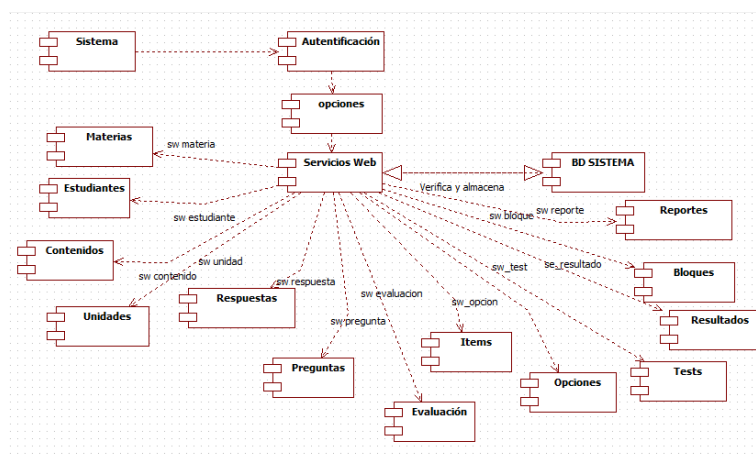 Sistema
Autentificación
opciones
Materias
sw materia
Servicios Web
BD SISTEMA
Estudiantes
Verifica y almacena
sw estudiante
sw bloque
sw reporte
Reportes
Contenidos
sw unidad
sw contenido
sw_test
se_resultado
Bloques
sw respuesta
Respuestas
sw evaluacion
sw_opcion
Unidades
sw pregunta
Resultados
Items
Preguntas
Tests
Opciones
Evaluación